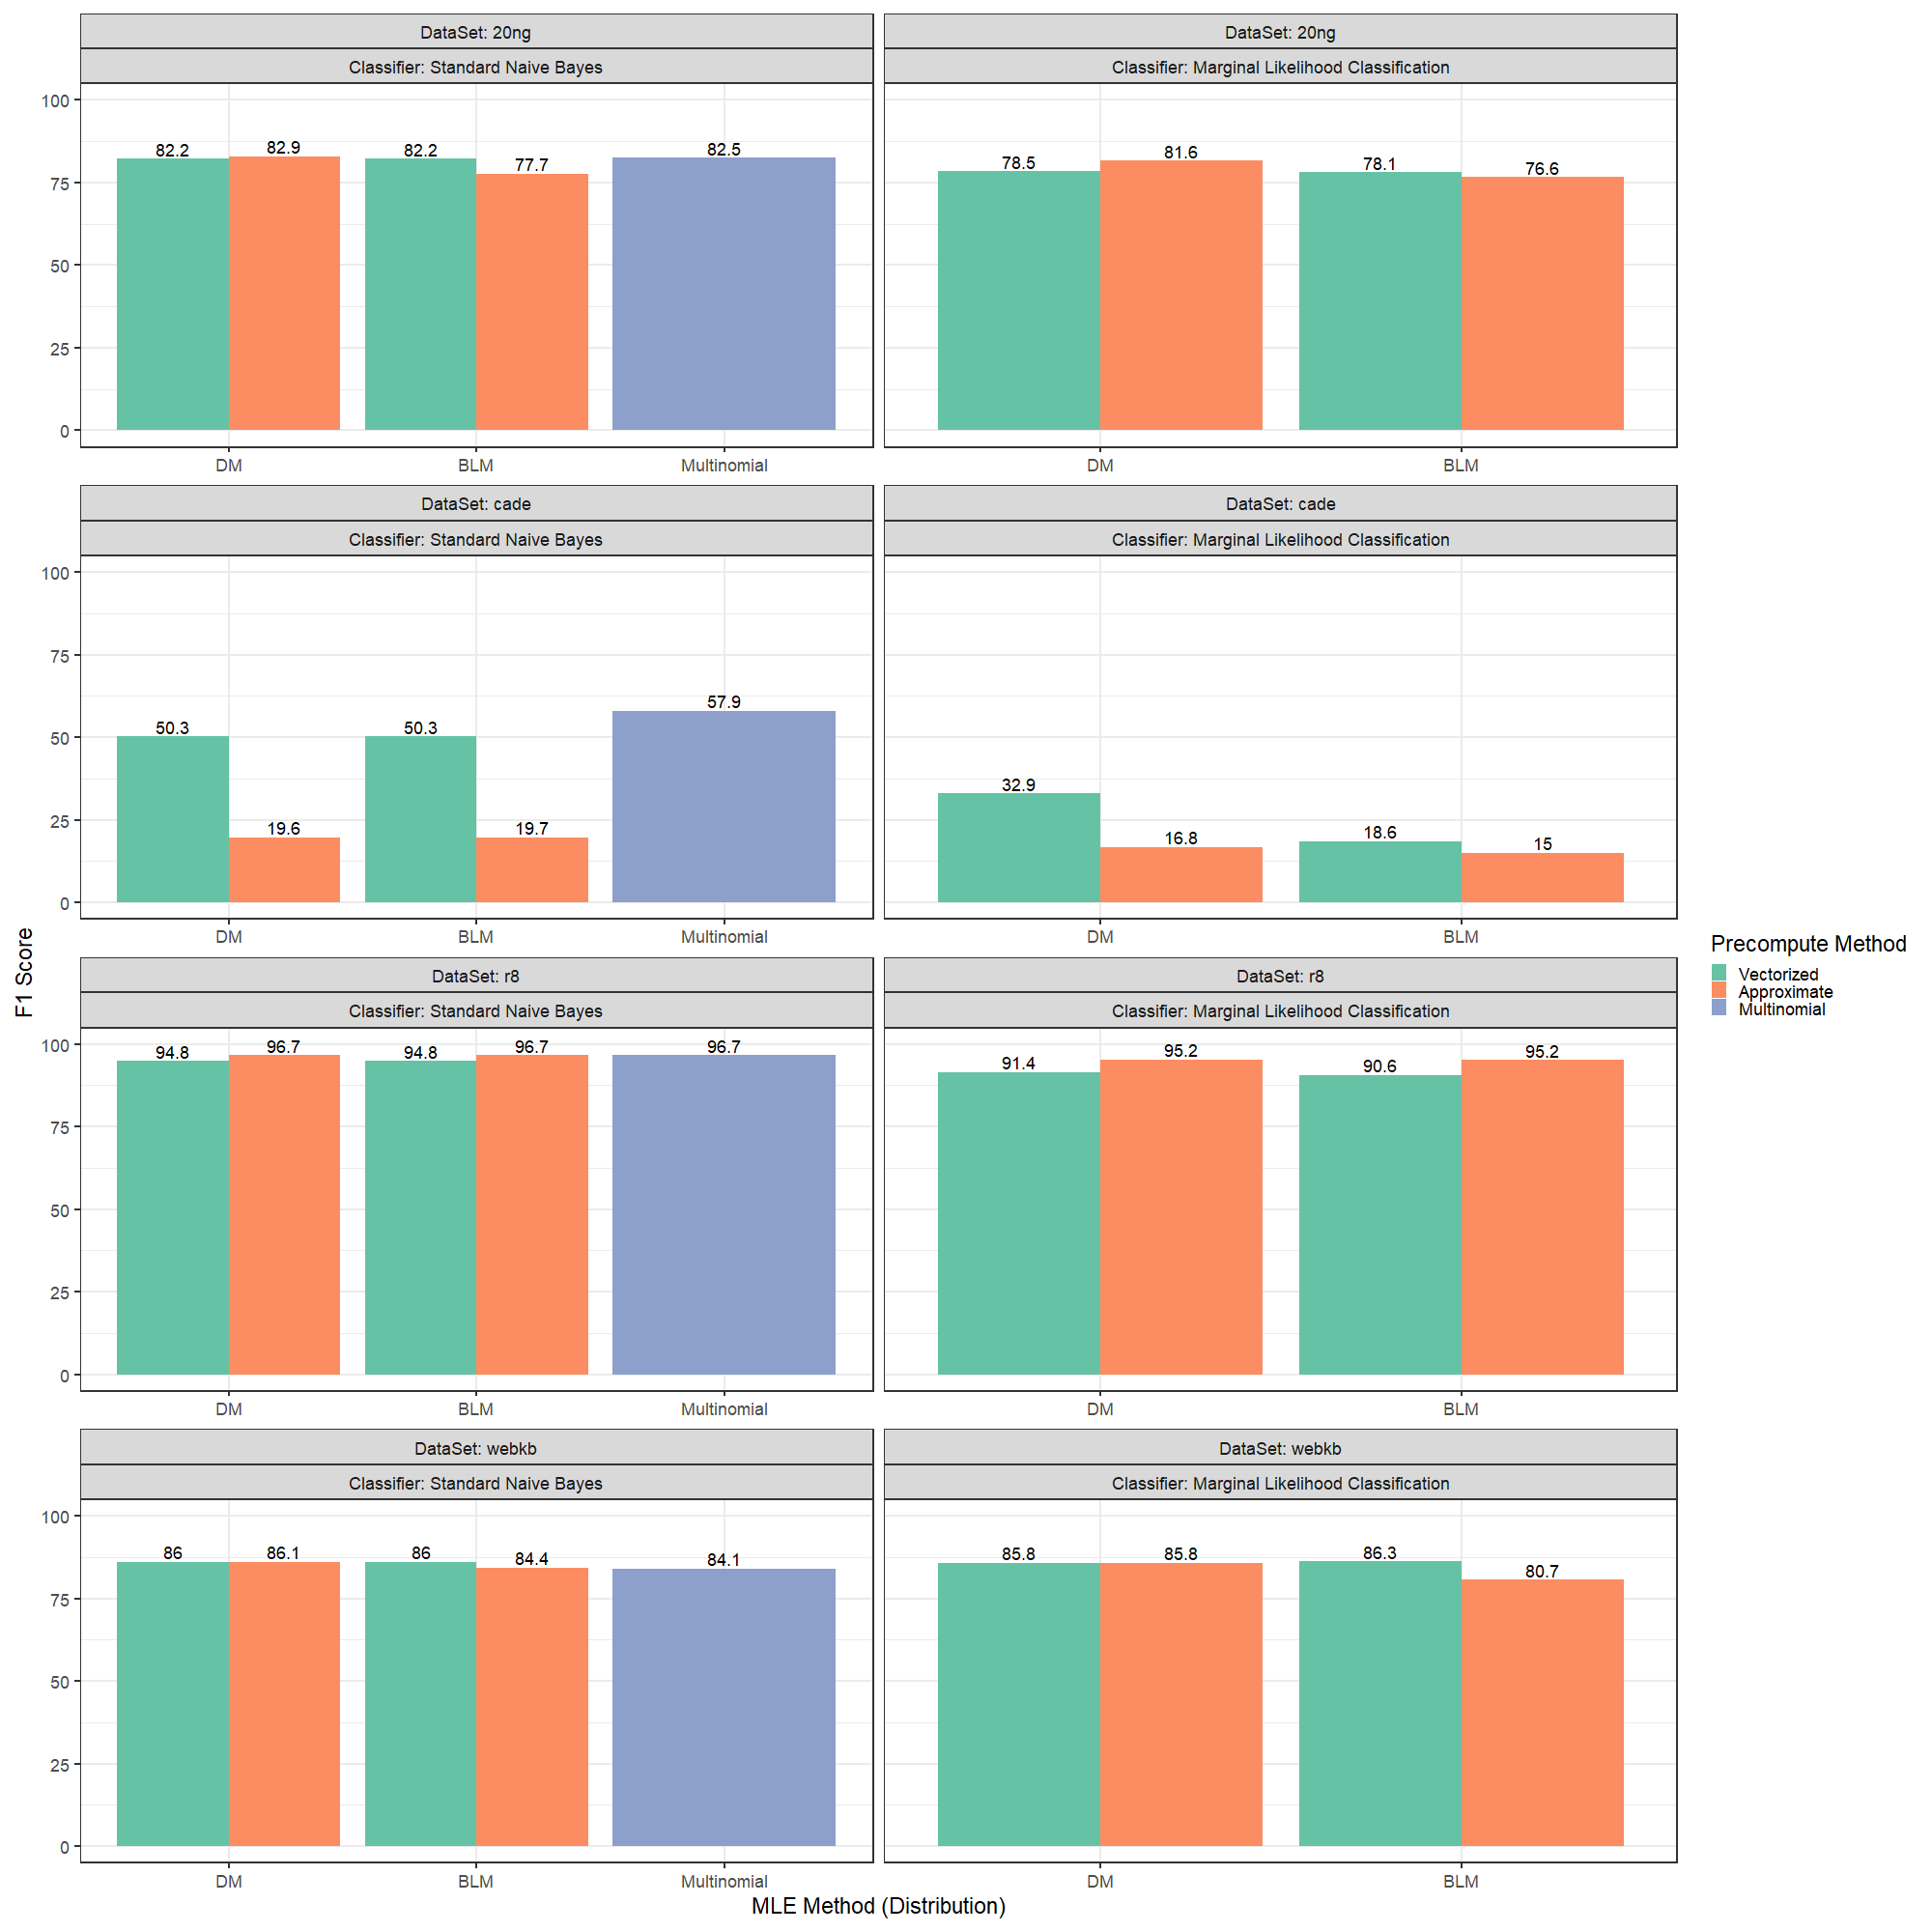 DataSet: 20ng
Classifier: Standard Naive Bayes
100
75
50
25
0
82.2
82.9
82.2
77.7
82.5
DM
BLM
Multinomial
DataSet: 20ng
Classifier: Marginal Likelihood Classification
78.5
81.6
78.1
76.6
DM
BLM
DataSet: cade
Classifier: Standard Naive Bayes
100
75
50
25
0
50.3
19.6
50.3
19.7
57.9
DM
BLM
Multinomial
DataSet: cade
Classifier: Marginal Likelihood Classification
32.9
16.8
18.6
15
DM
BLM
DataSet: r8
Classifier: Standard Naive Bayes
100
75
50
25
0
94.8
96.7
94.8
96.7
96.7
DM
BLM
Multinomial
DataSet: r8
Classifier: Marginal Likelihood Classification
91.4
95.2
90.6
95.2
DM
BLM
DataSet: webkb
Classifier: Standard Naive Bayes
100
75
50
25
0
86
86.1
86
84.4
84.1
DM
BLM
Multinomial
DataSet: webkb
Classifier: Marginal Likelihood Classification
85.8
85.8
86.3
80.7
DM
BLM
F1 Score
MLE Method (Distribution)
Precompute Method
Vectorized
Approximate
Multinomial